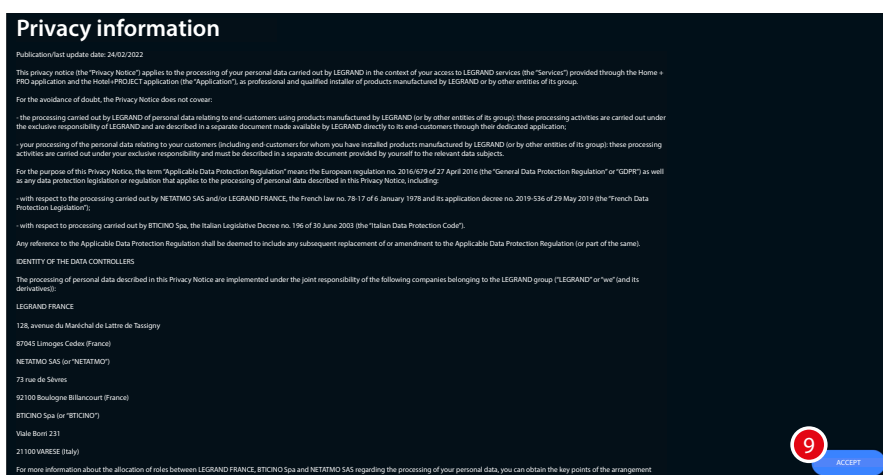 Privacy information
Publication/last update date: 24/02/2022
This privacy notice (the "Privacy Notice") applies to the processing of your personal data carried out by LEGRAND in the context of your access to LEGRAND services (the "Services") provided through the Home +
PRO application and the Hotel+PROJECT application (the "Application"), as professional and qualified installer of products manufactured by LEGRAND or by other entities of its group.
For the avoidance of doubt, the Privacy Notice does not covear:
- the processing carried out by LEGRAND of personal data relating to end-customers using products manufactured by LEGRAND (or by other entities of its group): these processing activities are carried out under
the exclusive responsibility of LEGRAND and are described in a separate document made available by LEGRAND directly to its end-customers through their dedicated application;
- your processing of the personal data relating to your customers (including end-customers for whom you have installed products manufactured by LEGRAND (or by other entities of its group): these processing
activities are carried out under your exclusive responsibility and must be described in a separate document provided by yourself to the relevant data subjects.
For the purpose of this Privacy Notice, the term "Applicable Data Protection Regulation" means the European regulation no. 2016/679 of 27 April 2016 (the "General Data Protection Regulation" or "GDPR") as well
as any data protection legislation or regulation that applies to the processing of personal data described in this Privacy Notice, including:
- with respect to the processing carried out by NETATMO SAS and/or LEGRAND FRANCE, the French law no. 78-17 of 6 January 1978 and its application decree no. 2019-536 of 29 May 2019 (the "French Data
Protection Legislation");
- with respect to processing carried out by BTICINO Spa, the Italian Legislative Decree no. 196 of 30 June 2003 (the "Italian Data Protection Code").
Any reference to the Applicable Data Protection Regulation shall be deemed to include any subsequent replacement of or amendment to the Applicable Data Protection Regulation (or part of the same).
IDENTITY OF THE DATA CONTROLLERS
The processing of personal data described in this Privacy Notice are implemented under the joint responsibility of the following companies belonging to the LEGRAND group ("LEGRAND" or "we" (and its
derivatives)):
LEGRAND FRANCE
128, avenue du Maréchal de Lattre de Tassigny
87045 Limoges Cedex (France)
NETATMO SAS (or "NETATMO")
73 rue de Sèvres
92100 Boulogne Billancourt (France)
BTICINO Spa (or "BTICINO")
Viale Borri 231
21100 VARESE (Italy)
For more information about the allocation of roles between LEGRAND FRANCE, BTICINO Spa and NETATMO SAS regarding the processing of your personal data, you can obtain the key points of the arrangement
9
ACCEPT